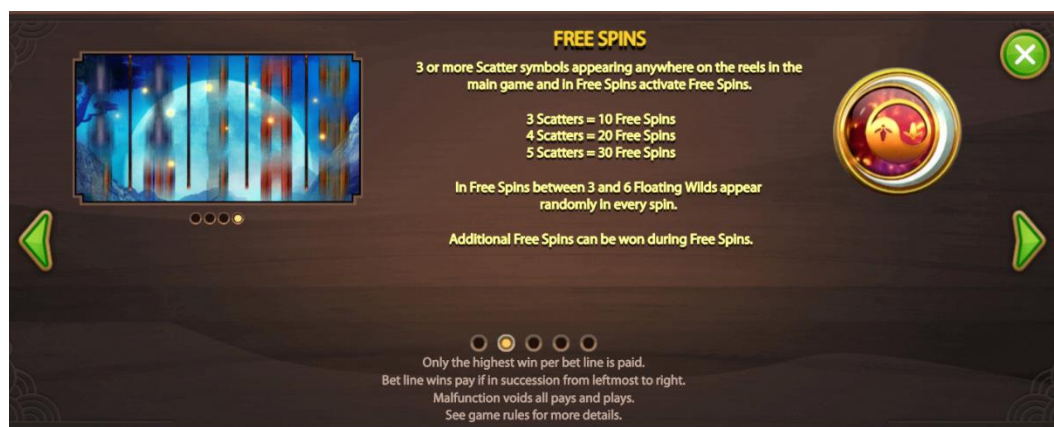 FREE SPINS
3 or more Scatter symbols appearing anywhere on the reels in the
main game and in Free Spins activate Free Spins.
3 Scatters = 10 Free Spins
4 Scatters = 20 Free Spins
5 Scatters = 30 Free Spins
In Free Spins between 3 and 6 Floating Wilds appear
randomly in every spin.
Additional Free Spins can be won during Free Spins.
Only the highest win per bet line is paid.
Bet line wins pay if in succession from leftmost to right.
Malfunction voids all pays and plays.
See game rules for more details.